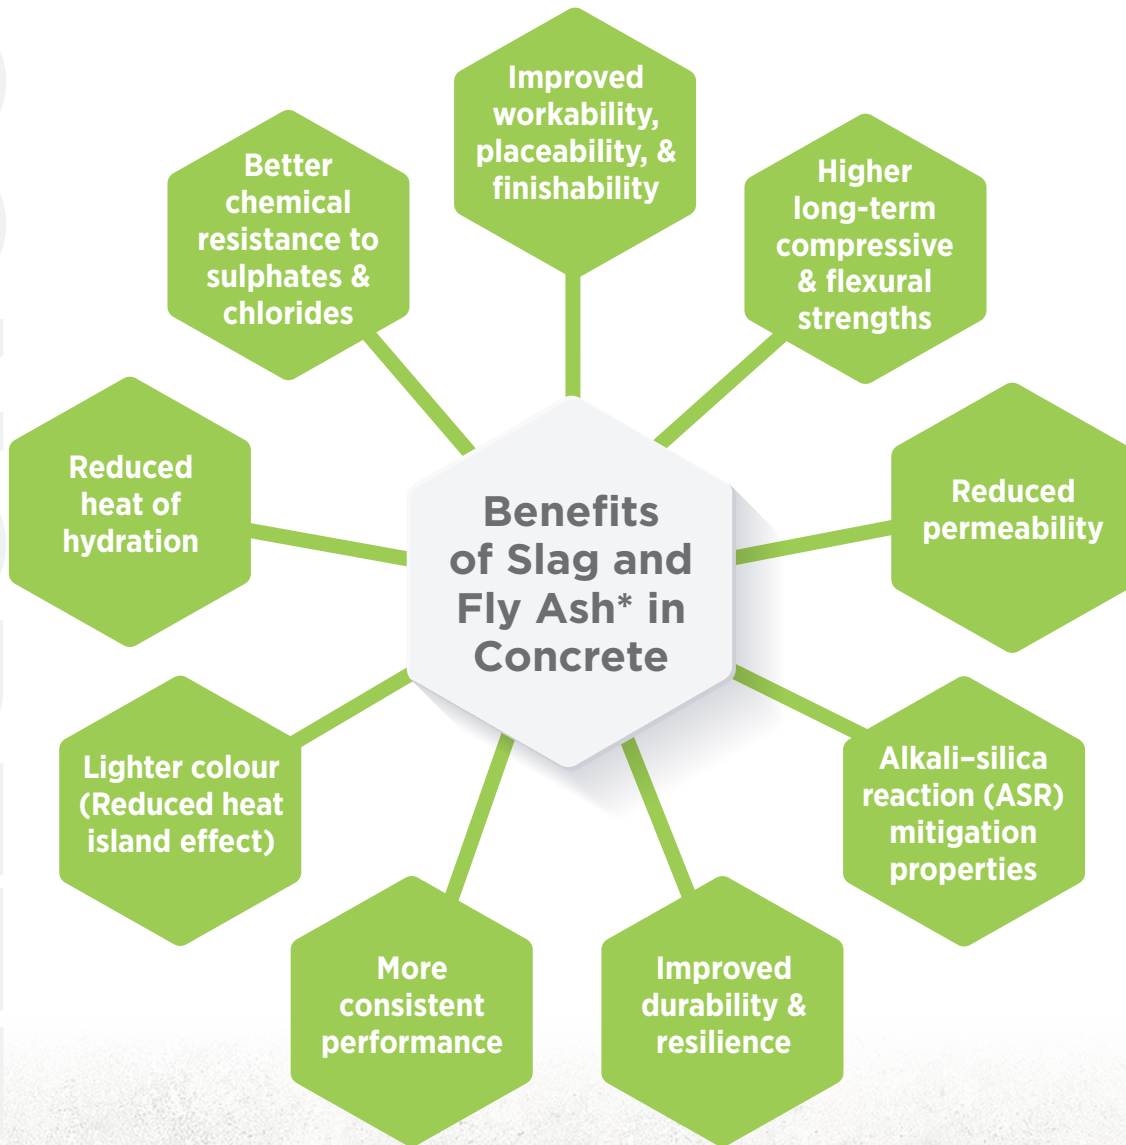 Improved
workability,
placeability, &
finishability
Better
chemical
resistance to
sulphates &
chlorides
Higher
long-term
compressive
& flexural
strengths
Reduced
heat of
hydration
Benefits
of Slag and
Fly Ash* in
Concrete
Reduced
permeability
Lighter colour
(Reduced heat
island effect)
Alkali–silica
reaction (ASR)
mitigation
properties
More
consistent
performance
Improved
durability &
resilience